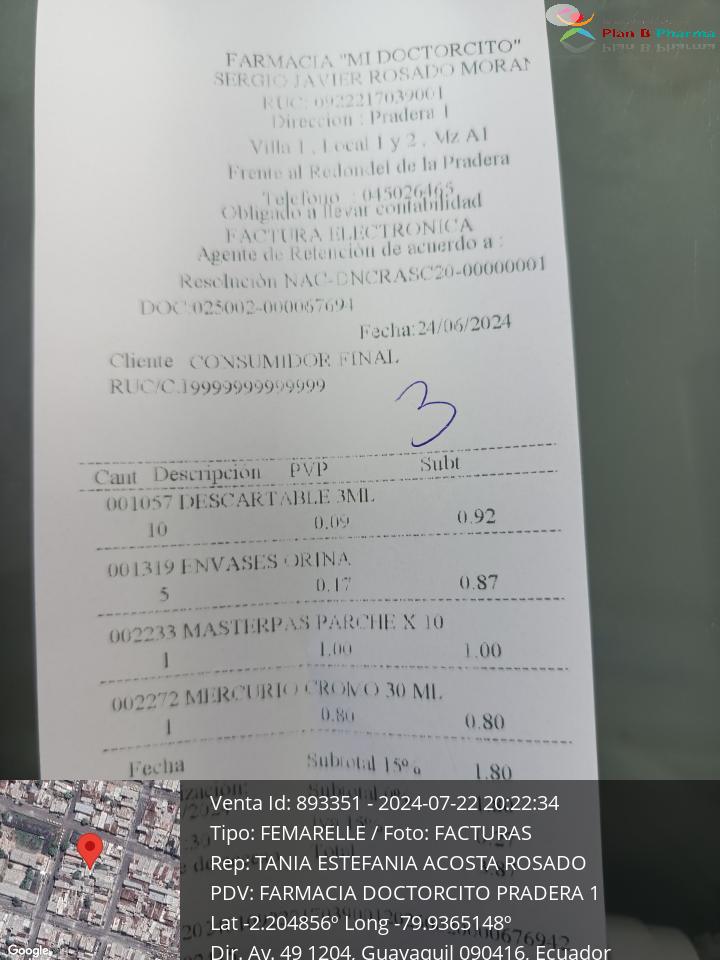 Plan B Pharma
FARMACIA "MI DOCTORCITO"
SERGIO JAVIER ROSADO MORAN
RUC: 0922217039001
Direccion : Pradera 1
Villa 1 , Local 1 y 2 , Mz A1
Frente al Redondel de la Pradera
Telefono : 045026465
Obligado a llevar contabilidad
FACTURA ELECTRONICA
Agente de Retención de acuerdo a :
Resolución NAC-DNCRASC20-00000001
DOC:025002-000067694
Fecha:24/06/2024
Cliente CONSUMIDOR FINAL
RUC/C.I9999999999999
3
Cant Descripción PVP Subt
001057 DESCARTABLE 3ML
10 0.09 0.92
001319 ENVASES ORINA
5 0.17 0.87
002233 MASTERPAS PARCHE X 10
1 1.00 1.00
002272 MERCURIO CROMO 30 ML
1 0.80 0.80
Fecha Subtotal 15% 1.80
Venta Id: 893351 - 2024-07-22 20:22:34
Tipo: FEMARELLE / Foto: FACTURAS
Rep: TANIA ESTEFANIA ACOSTA ROSADO
PDV: FARMACIA DOCTORCITO PRADERA 1
Lat -2.204856º Long -79.9365148º
Dir. Av. 49 1204, Guayaquil 090416, Ecuador
Google